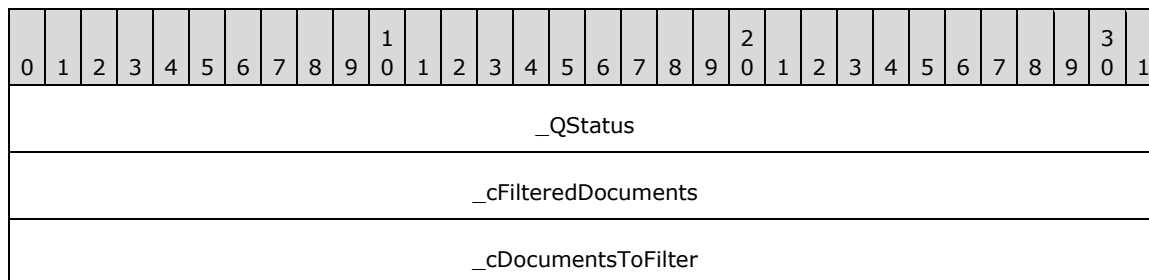 1 2 3
0 1 2 3 4 5 6 7 8 9 0 1 2 3 4 5 6 7 8 9 0 1 2 3 4 5 6 7 8 9 0 1
_QStatus
_cFilteredDocuments
_cDocumentsToFilter